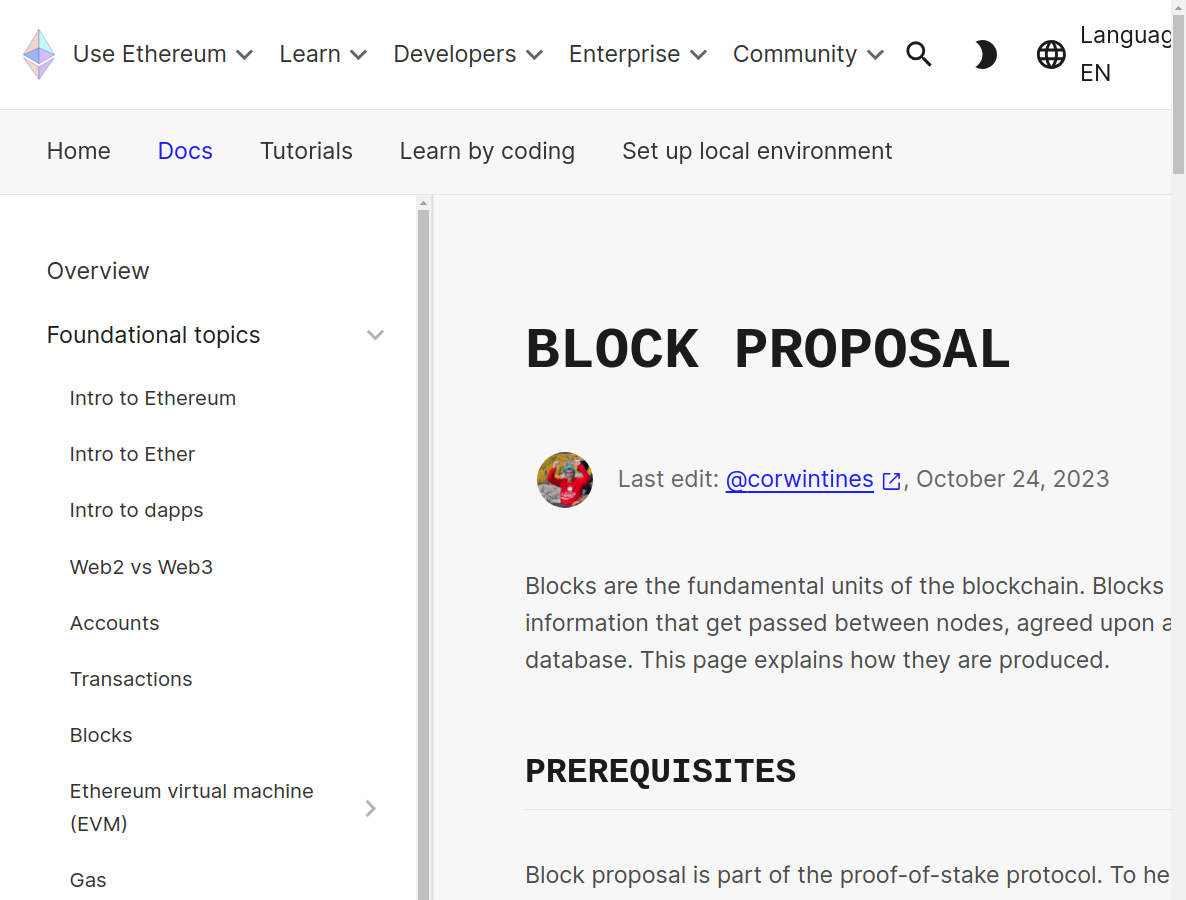 Use Ethereum Learn Developers Enterprise Community
Languag
EN
Home Docs Tutorials Learn by coding Set up local environment
Overview
Foundational topics
Intro to Ethereum
Intro to Ether
Intro to dapps
Web2 vs Web3
Accounts
Transactions
Blocks
Ethereum virtual machine
(EVM)
Gas
BLOCK PROPOSAL
Last edit: @corwintines, October 24, 2023
Blocks are the fundamental units of the blockchain. Blocks
information that get passed between nodes, agreed upon a
database. This page explains how they are produced.
PREREQUISITES
Block proposal is part of the proof-of-stake protocol. To he